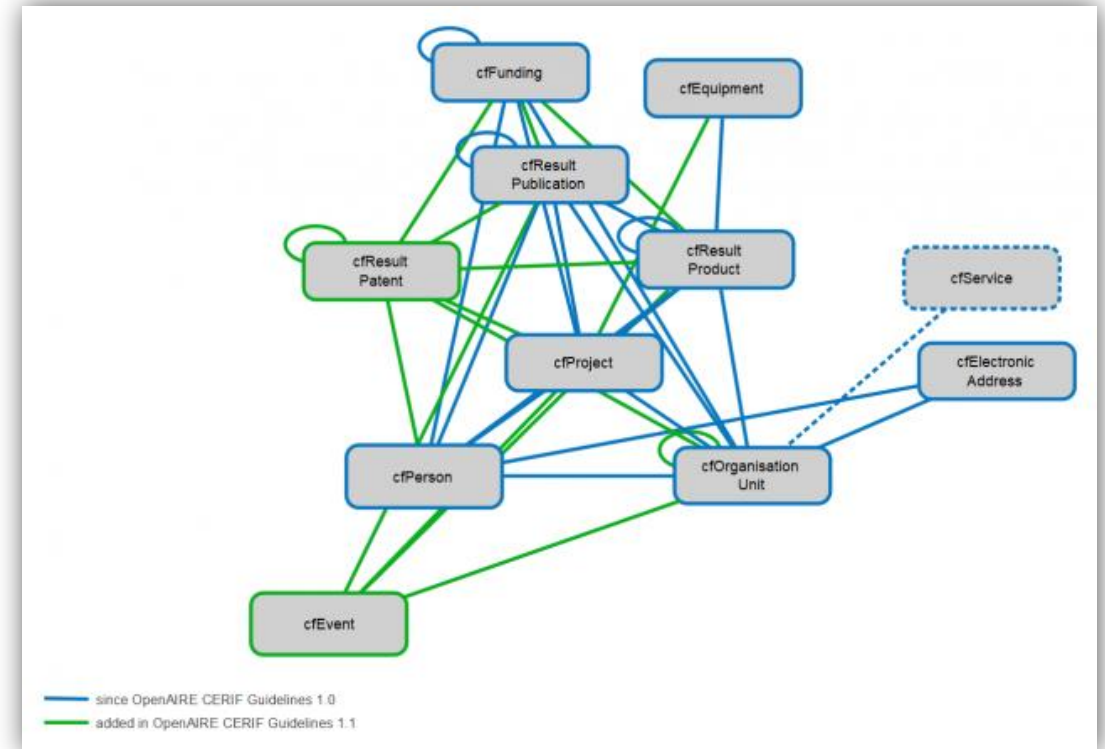 cfFunding
cfEquipment
cfResult
Publication
cfResult
Patent
cfResult
Product
cfService
cfProject
cfElectronic
Address
cfPerson
cfOrganisation
Unit
cfEvent
since OpenAIRE CERIF Guidelines 1.0
added in OpenAIRE CERIF Guidelines 1.1